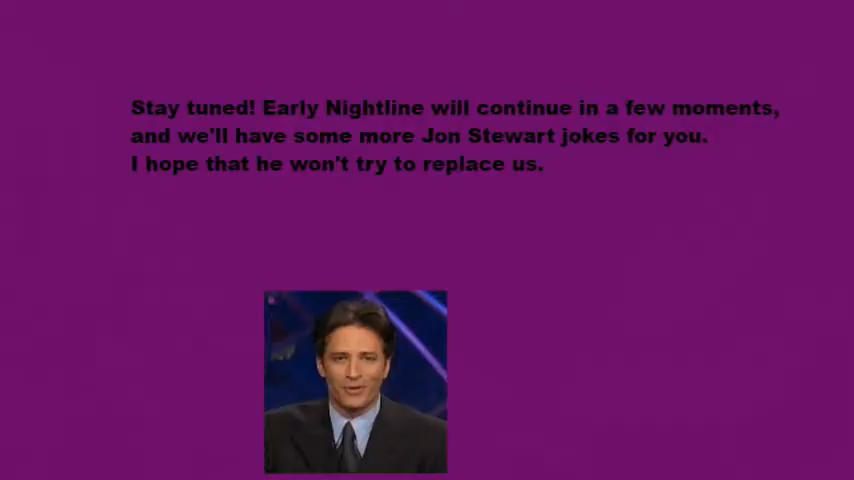 Stay tuned! Early Nightline will continue in a few moments,
and we'll have some more Jon Stewart jokes for you.
I hope that he won't try to replace us.